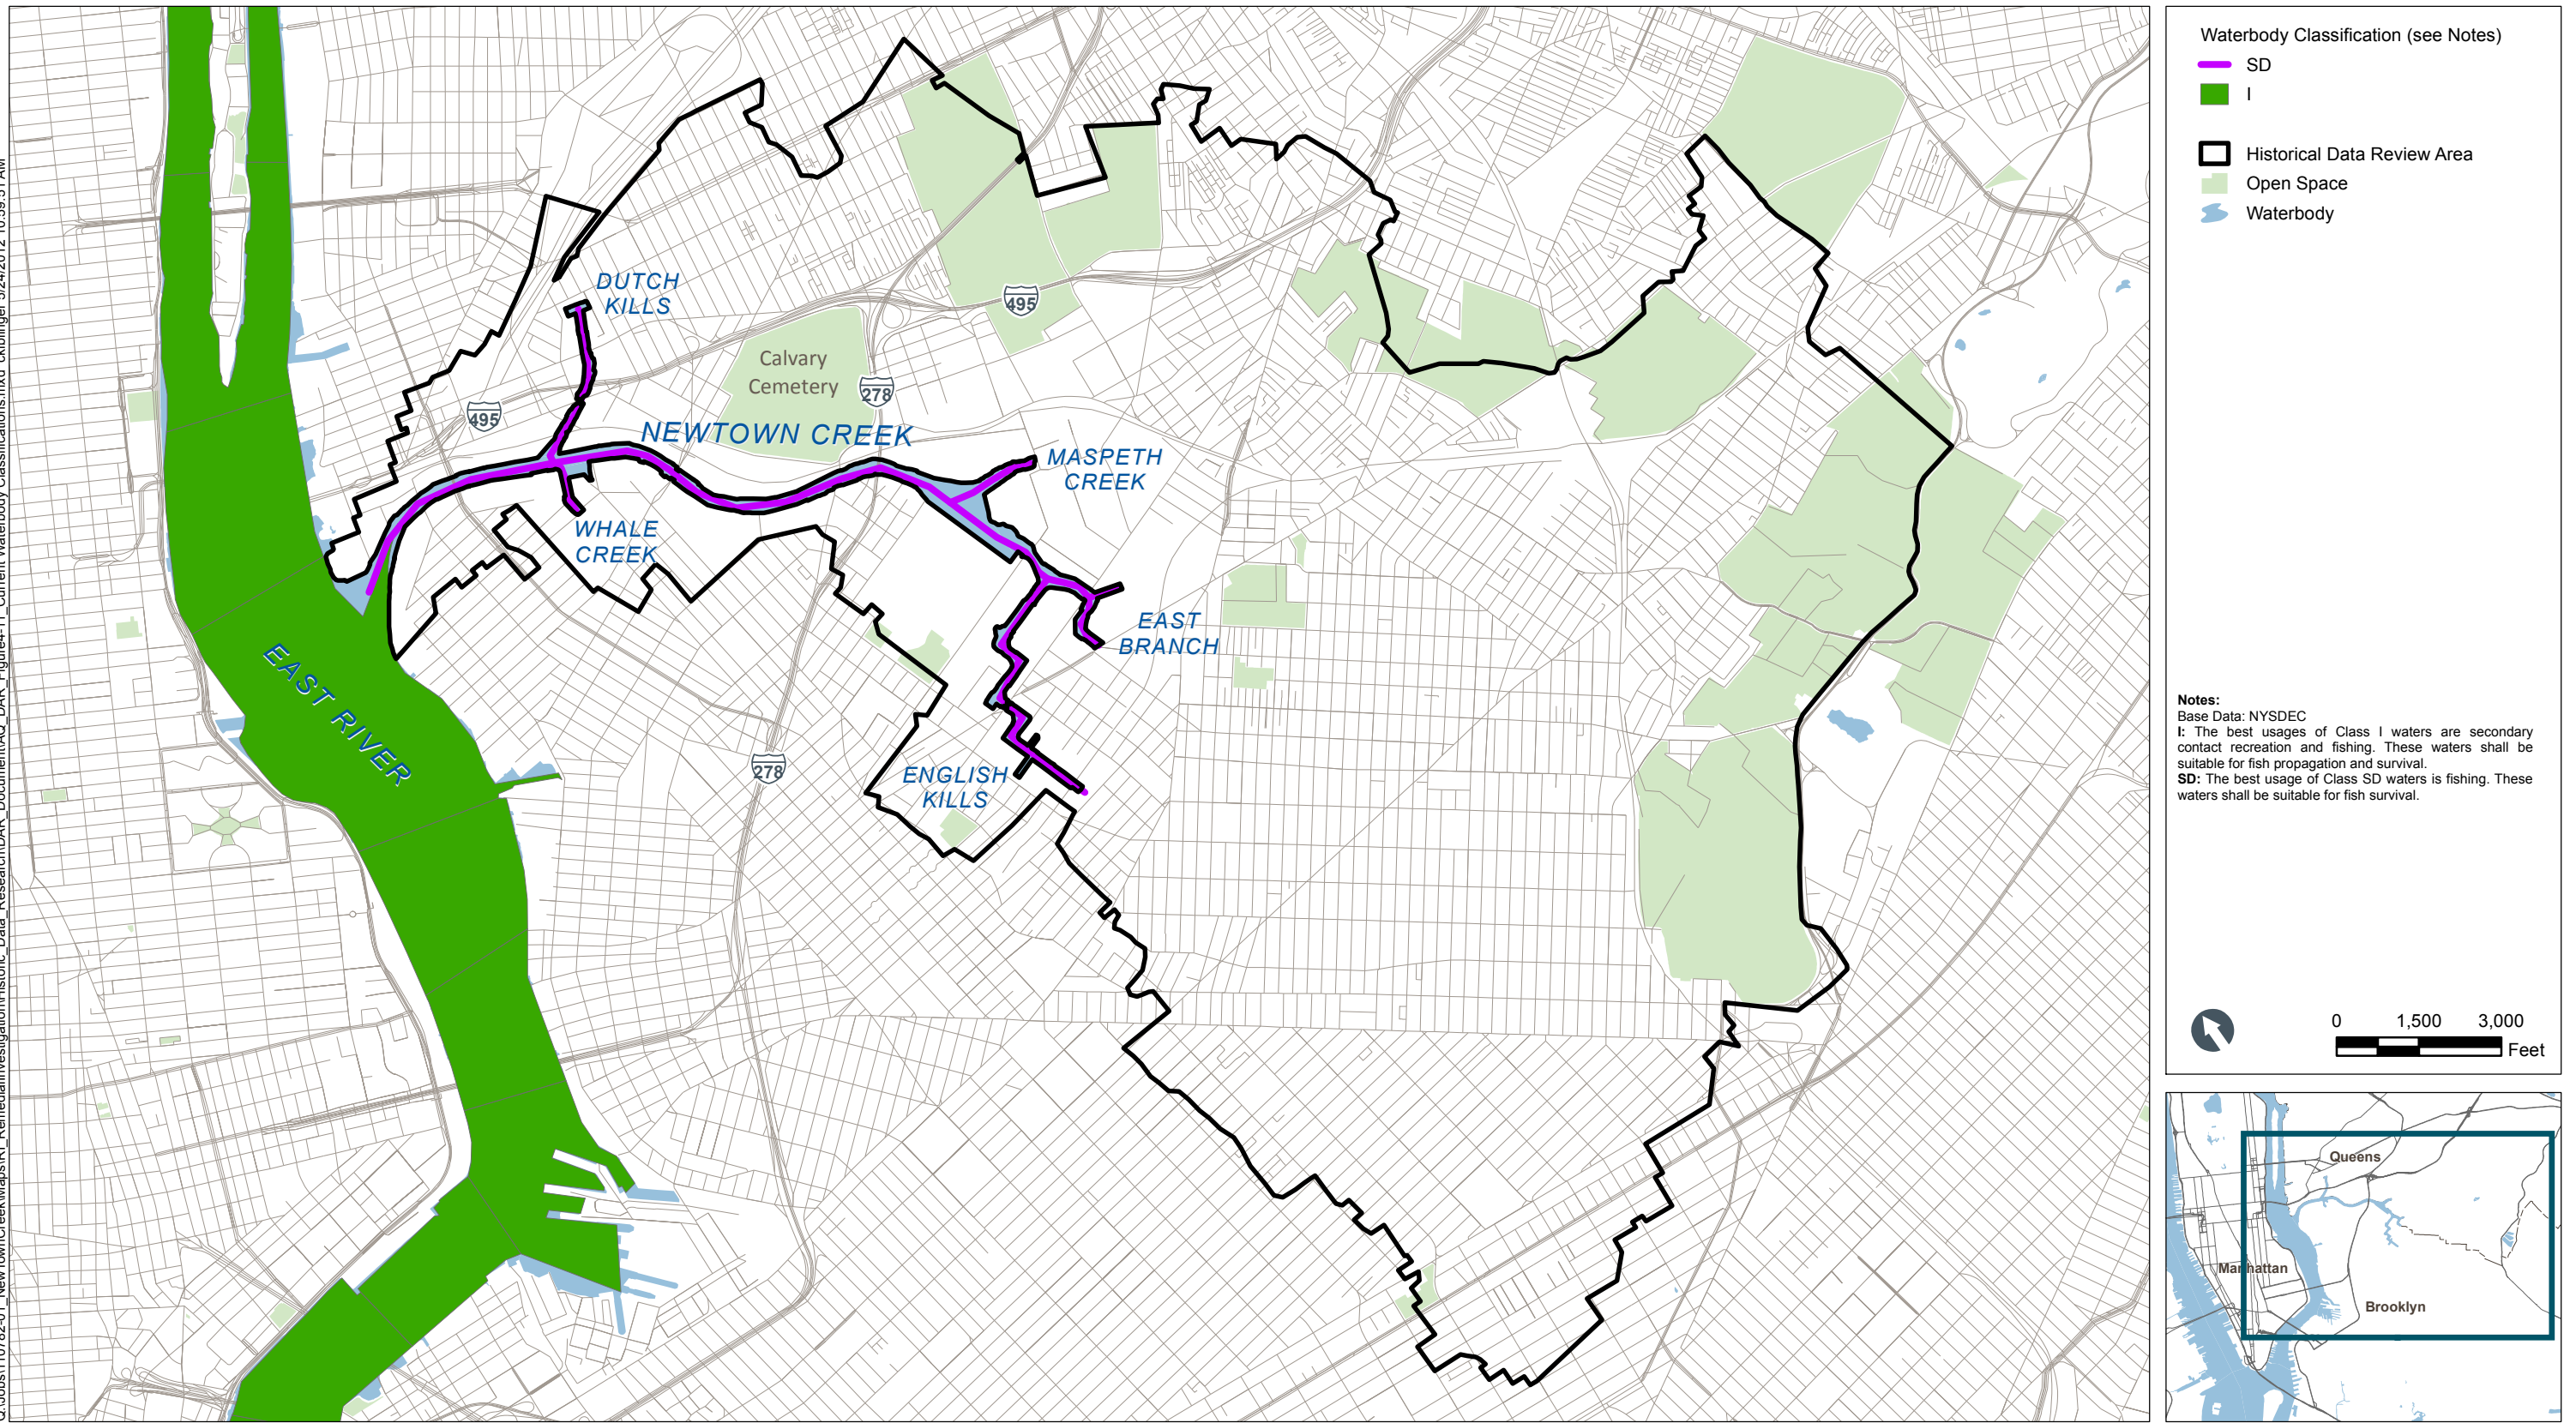 DUTCH
KILLS
495
Calvary
Cemetery
278
495
NEWTOWN CREEK
MASPETH
CREEK
WHALE
CREEK
EAST
BRANCH
EAST RIVER
278
ENGLISH
KILLS
Waterbody Classification (see Notes)
SD
I
Historical Data Review Area
Open Space
Waterbody
Notes:
Base Data: NYSDEC
I: The best usages of Class I waters are secondary
contact recreation and fishing. These waters shall be
suitable for fish propagation and survival.
SD: The best usage of Class SD waters is fishing. These
waters shall be suitable for fish survival.
0 1,500 3,000
Feet
Queens
Manhattan
Brooklyn